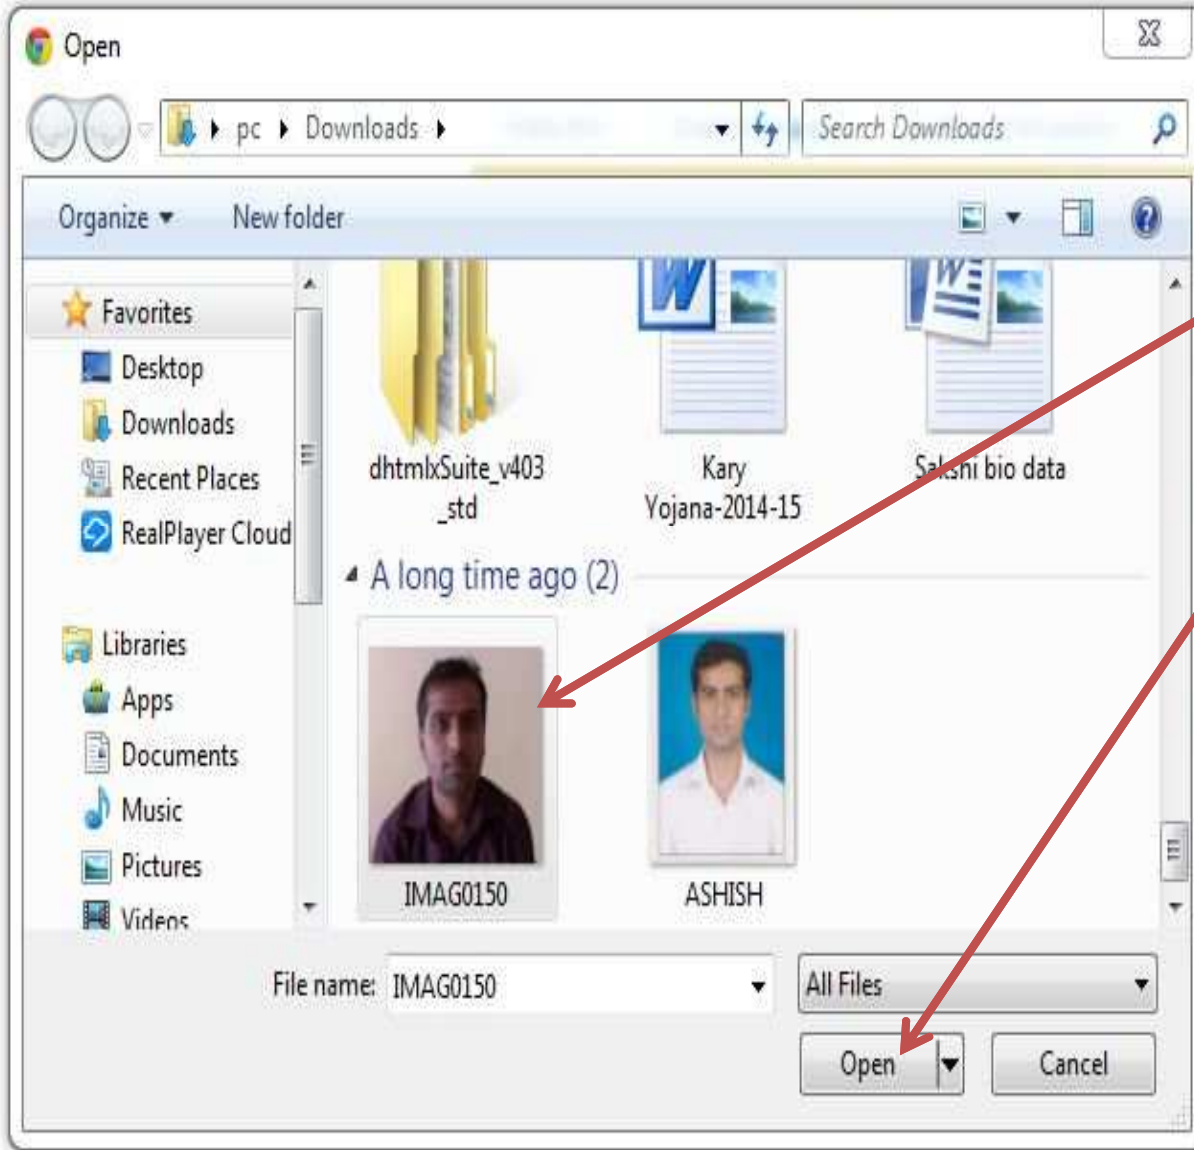 Open
pc Downloads
Search Downloads
Organize New folder
Favorites
Desktop
Downloads
Recent Places
RealPlayer Cloud
Libraries
Apps
Documents
Music
Pictures
Videos
dhtmlxSuite_v403
_std
Kary
Yojana-2014-15
Sakshi bio data
A long time ago (2)
IMAG0150
ASHISH
File name: IMAG0150
All Files
Open
Cancel